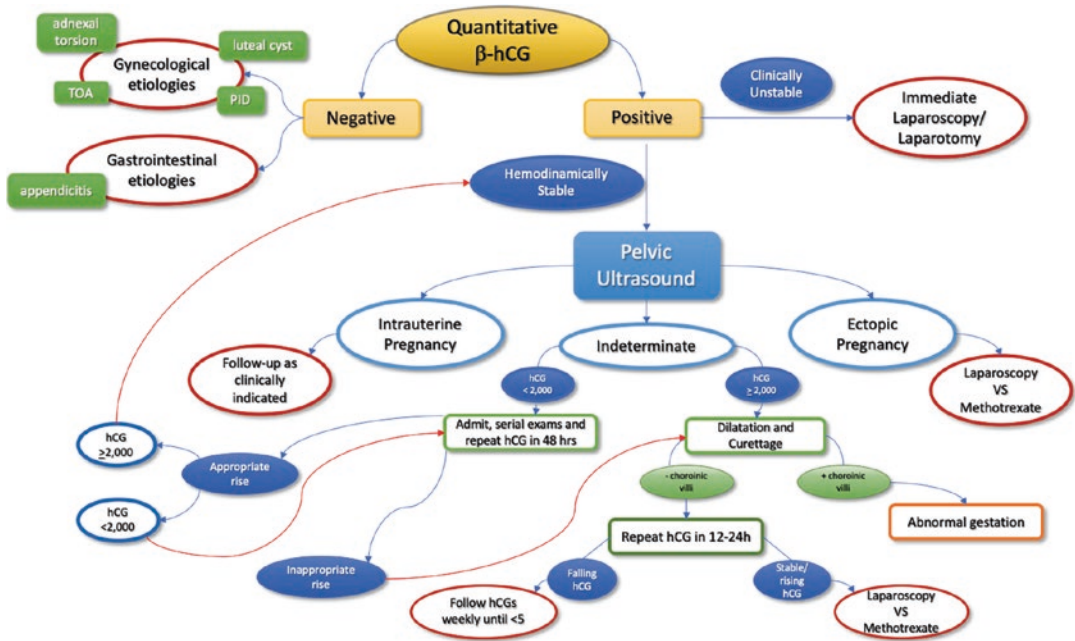 Quantitative
β-hCG
adnexal
torsion
luteal cyst
Gynecological
etiologies
TOA
PID
Negative
Positive
Clinically
Unstable
Immediate
Laparoscopy/
Laparotomy
Gastrointestinal
etiologies
appendicitis
Hemodinamically
Stable
Pelvic
Ultrasound
Intrauterine
Pregnancy
Indeterminate
Ectopic
Pregnancy
Follow-up as
clinically
indicated
hCG
< 2,000
hCG
≥ 2,000
Laparoscopy
VS
Methotrexate
Admit, serial exams and
repeat hCG in 48 hrs
Dilatation and
Curettage
hCG
≥2,000
Appropriate
rise
hCG
<2,000
- choroinic
villi
+ choroinic
villi
Abnormal gestation
Repeat hCG in 12-24h
Inappropriate
rise
Falling
hCG
Stable/
rising
hCG
Follow hCGs
weekly until <5
Laparoscopy
VS
Methotrexate